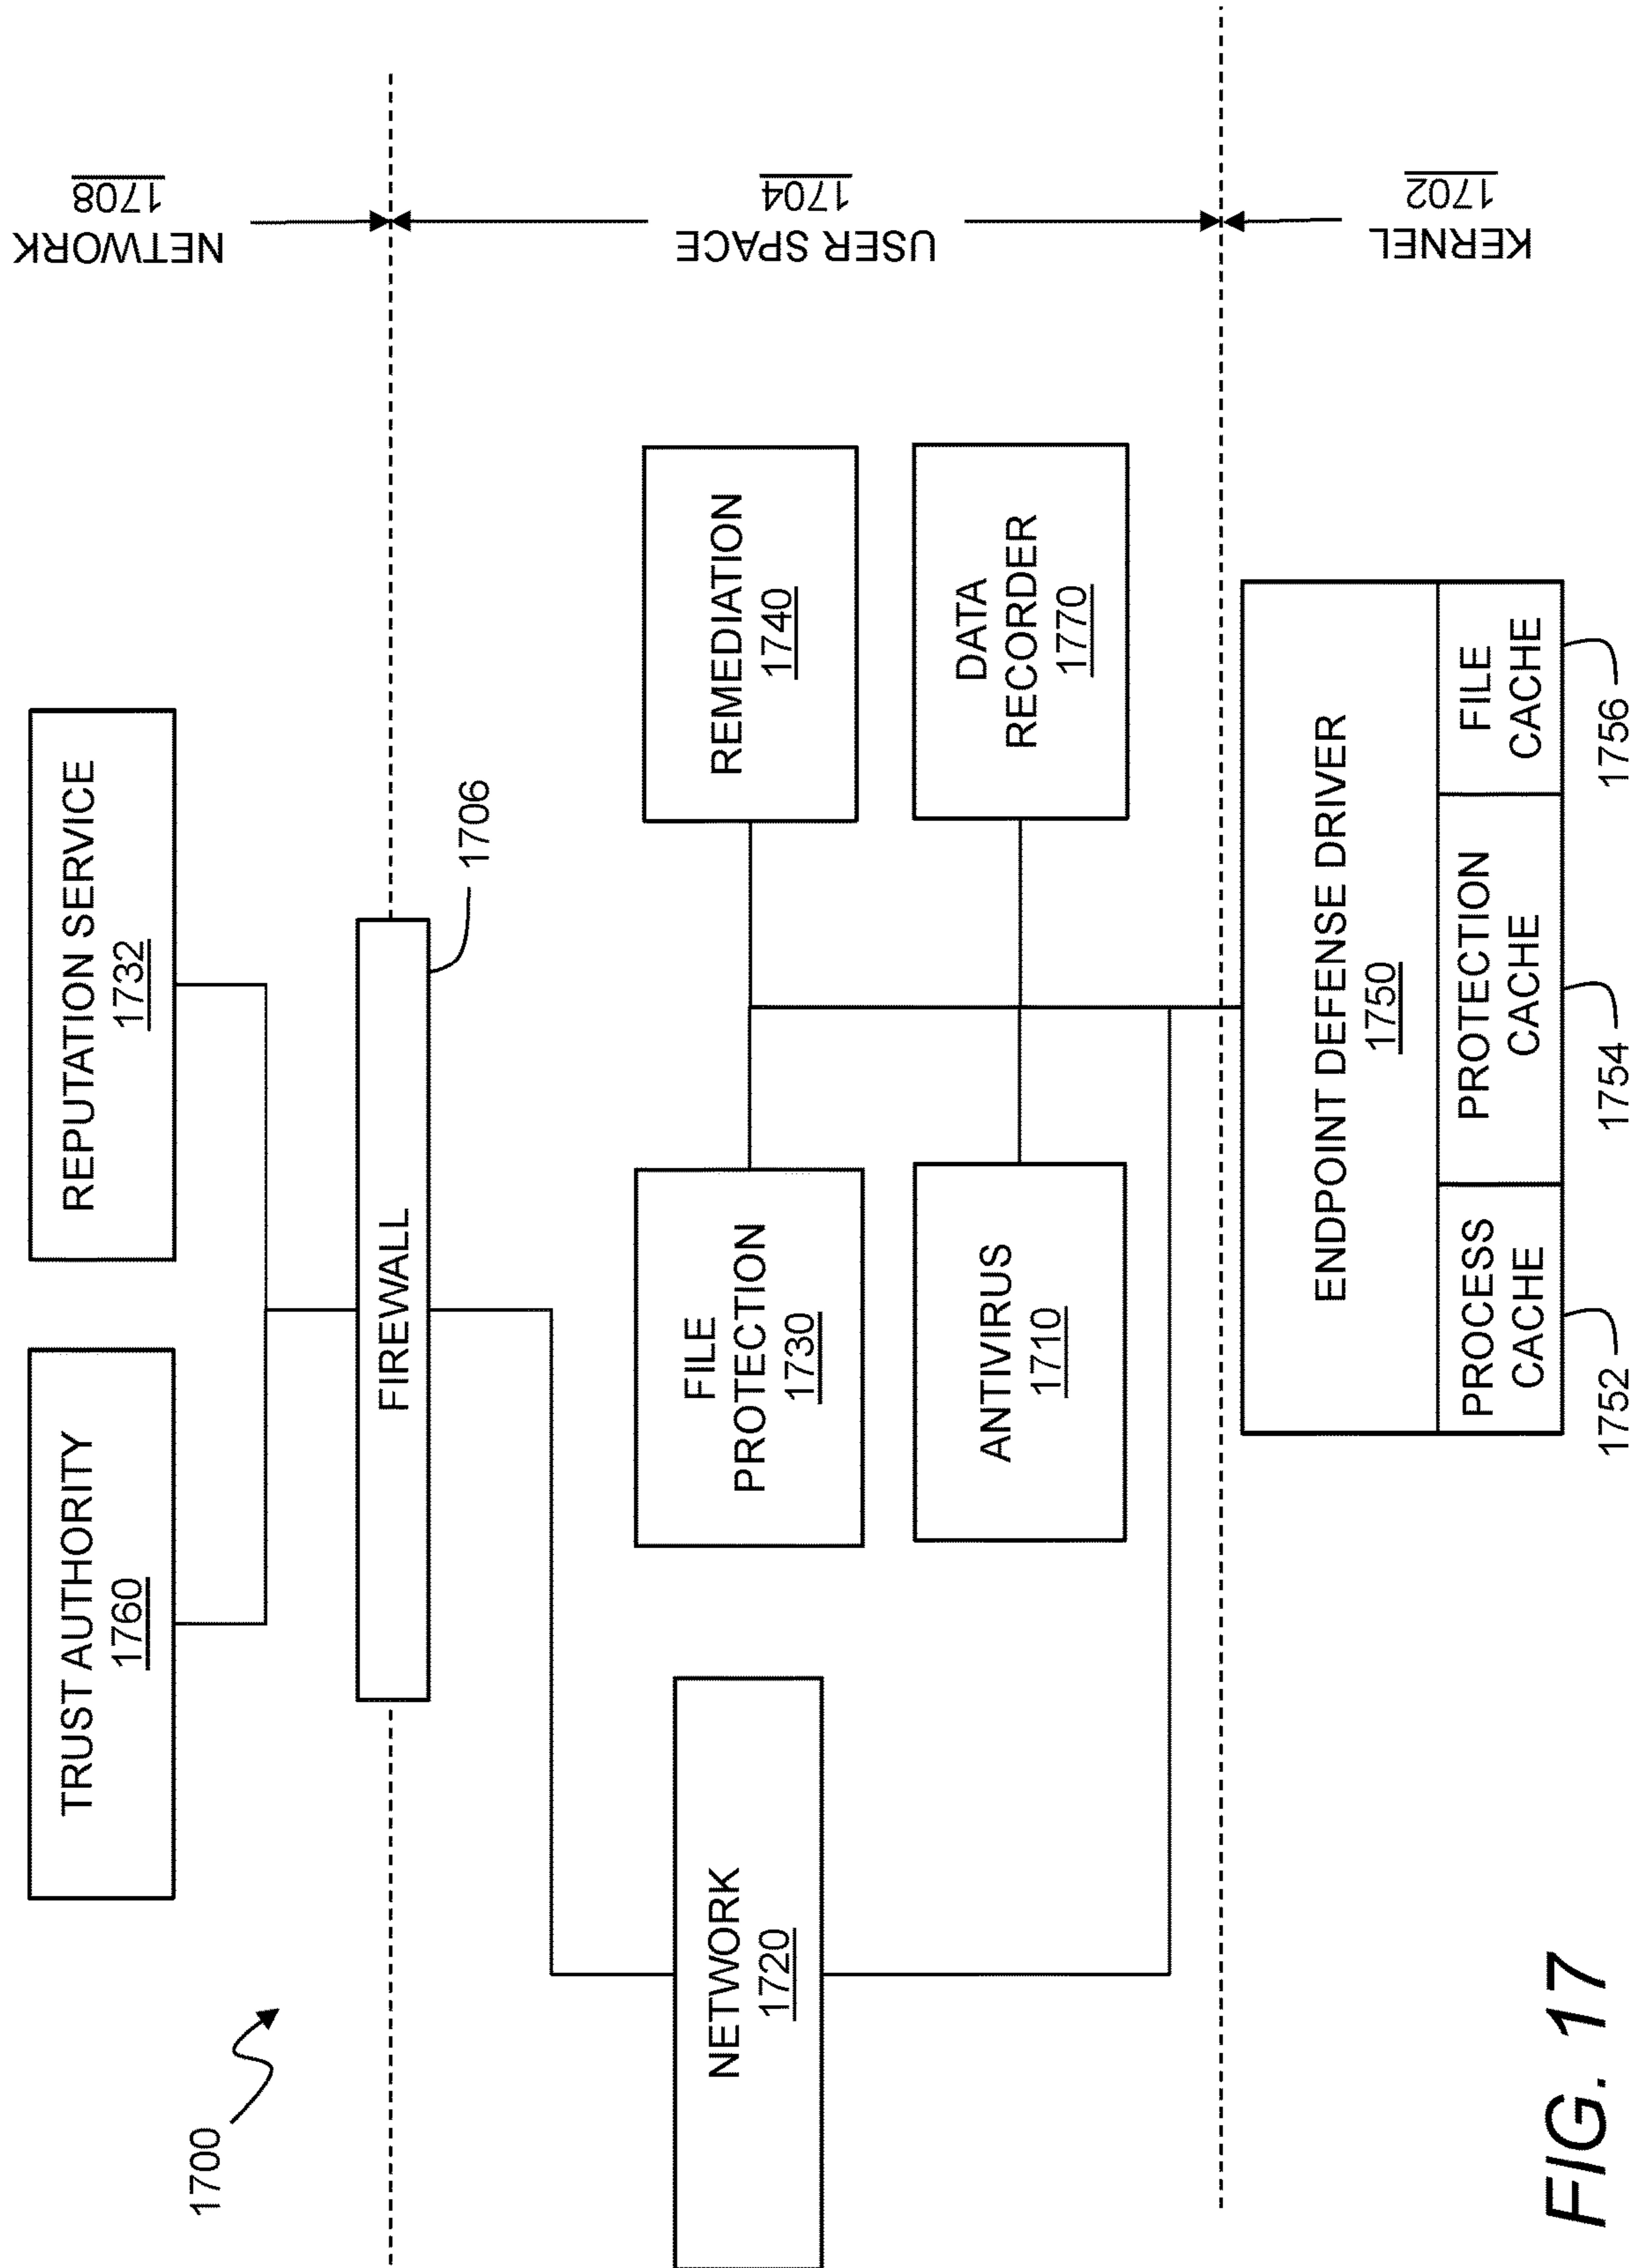 1700
TRUST AUTHORITY
1760
REPUTATION SERVICE
1732
NETWORK
1708
FIREWALL
1706
NETWORK
1720
FILE
PROTECTION
1730
REMEDIATION
1740
USER SPACE
1704
ANTIVIRUS
1710
DATA
RECORDER
1770
ENDPOINT DEFENSE DRIVER
1750
KERNEL
1702
PROCESS
CACHE
PROTECTION
CACHE
FILE
CACHE
1752
1754
1756
FIG. 17